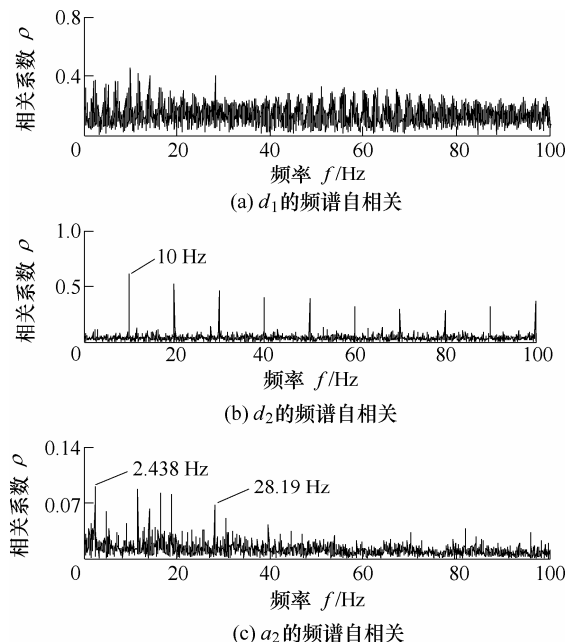 0.8
0.4
0
20
40
60
80
100
相关系数 ρ
频率 f/Hz
(a) d₁的频谱自相关
1.0
0.5
10 Hz
0
20
40
60
80
100
相关系数 ρ
频率 f/Hz
(b) d₂的频谱自相关
0.14
0.07
2.438 Hz
28.19 Hz
0
20
40
60
80
100
相关系数 ρ
频率 f/Hz
(c) a₂的频谱自相关